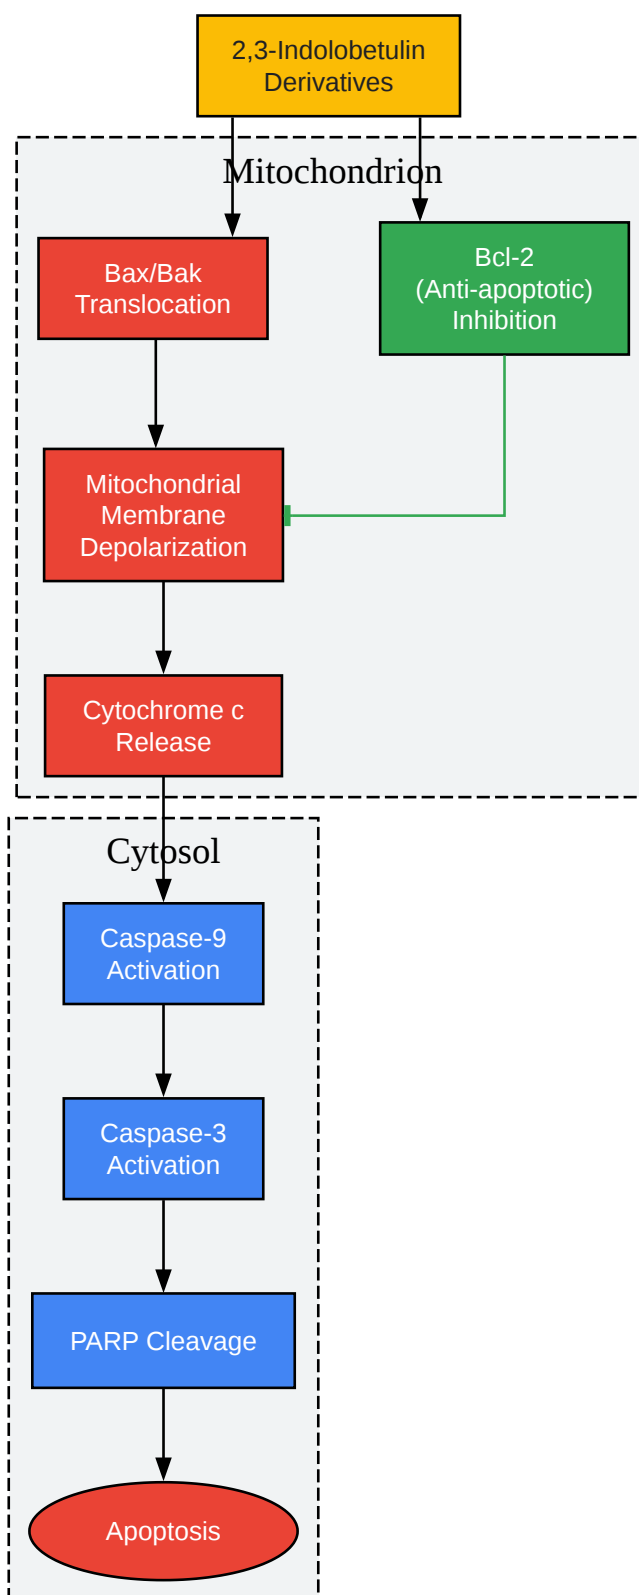 2,3-Indolobetulin
Derivatives
Mitochondrion
Bax/Bak
Translocation
Bcl-2
(Anti-apoptotic)
Inhibition
Mitochondrial
Membrane
Depolarization
Cytochrome c
Release
Cytosol
Caspase-9
Activation
Caspase-3
Activation
PARP Cleavage
Apoptosis